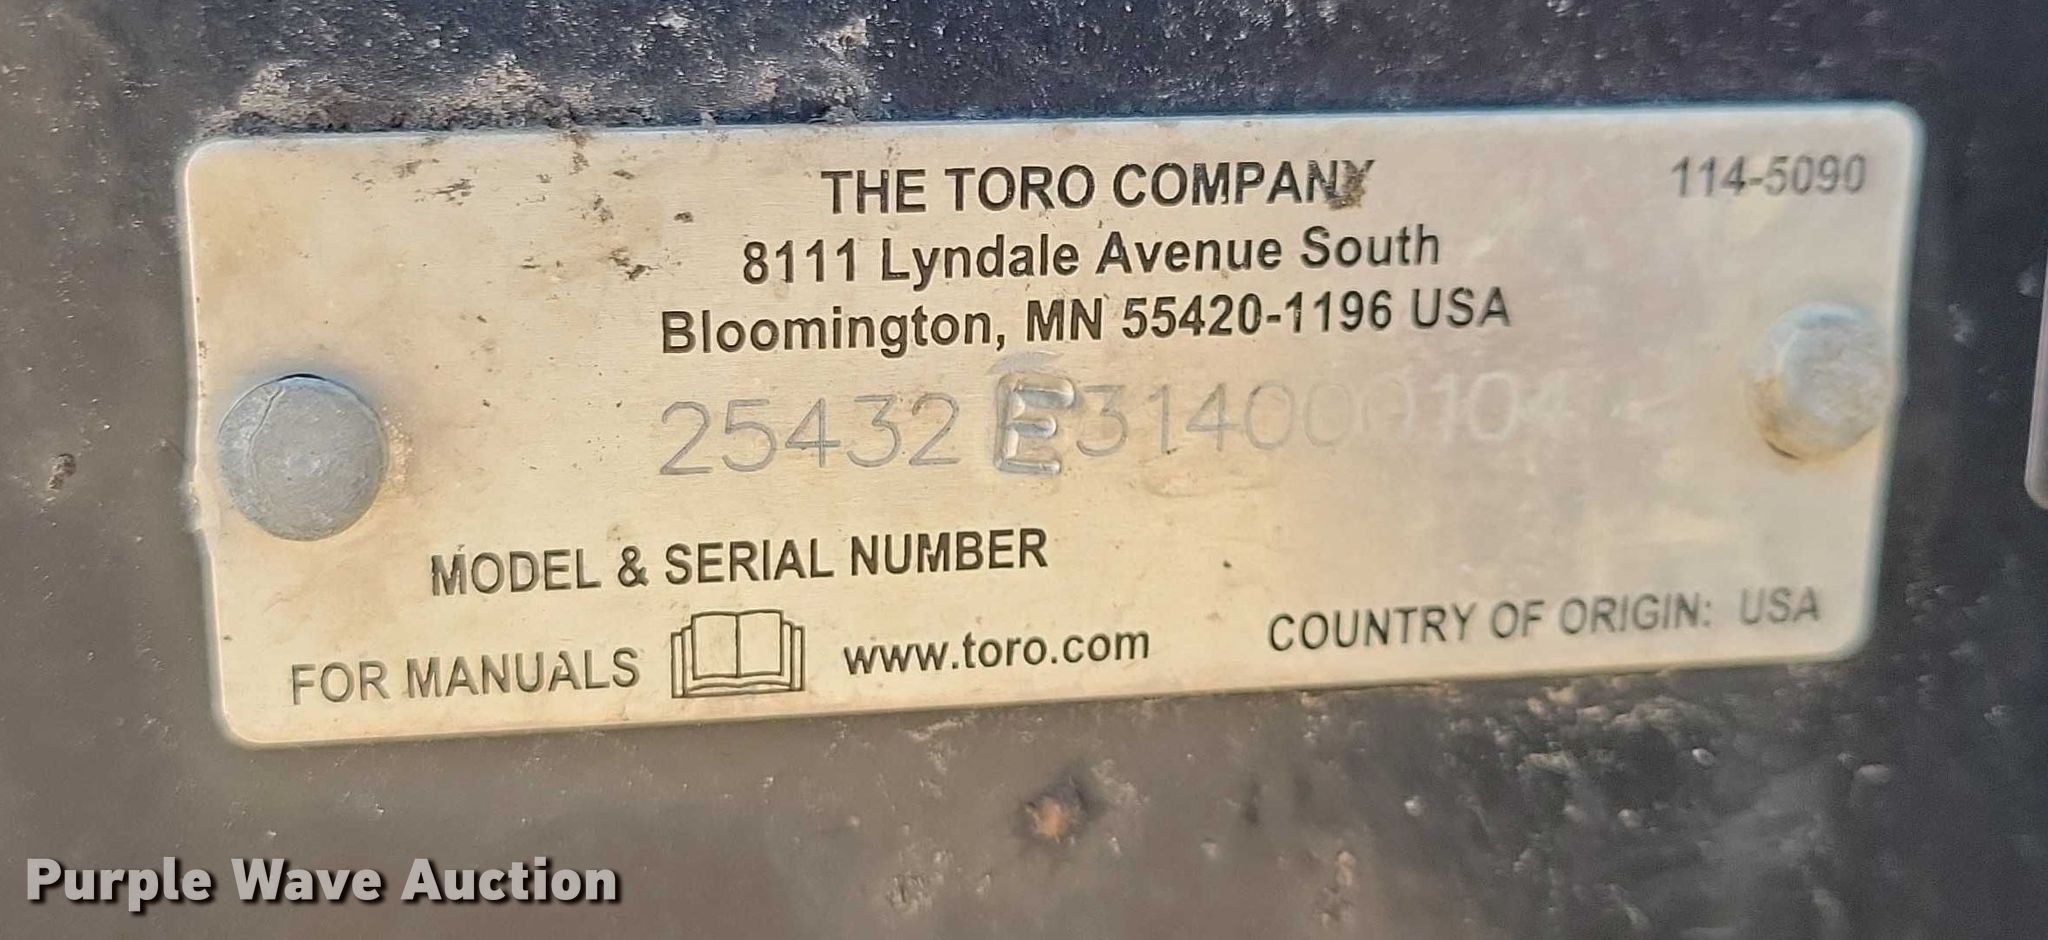 THE TORO COMPANY
114-5090
8111 Lyndale Avenue South
Bloomington, MN 55420-1196 USA
25432 E 314000104
MODEL & SERIAL NUMBER
FOR MANUALS www.toro.com
COUNTRY OF ORIGIN: USA
Purple Wave Auction